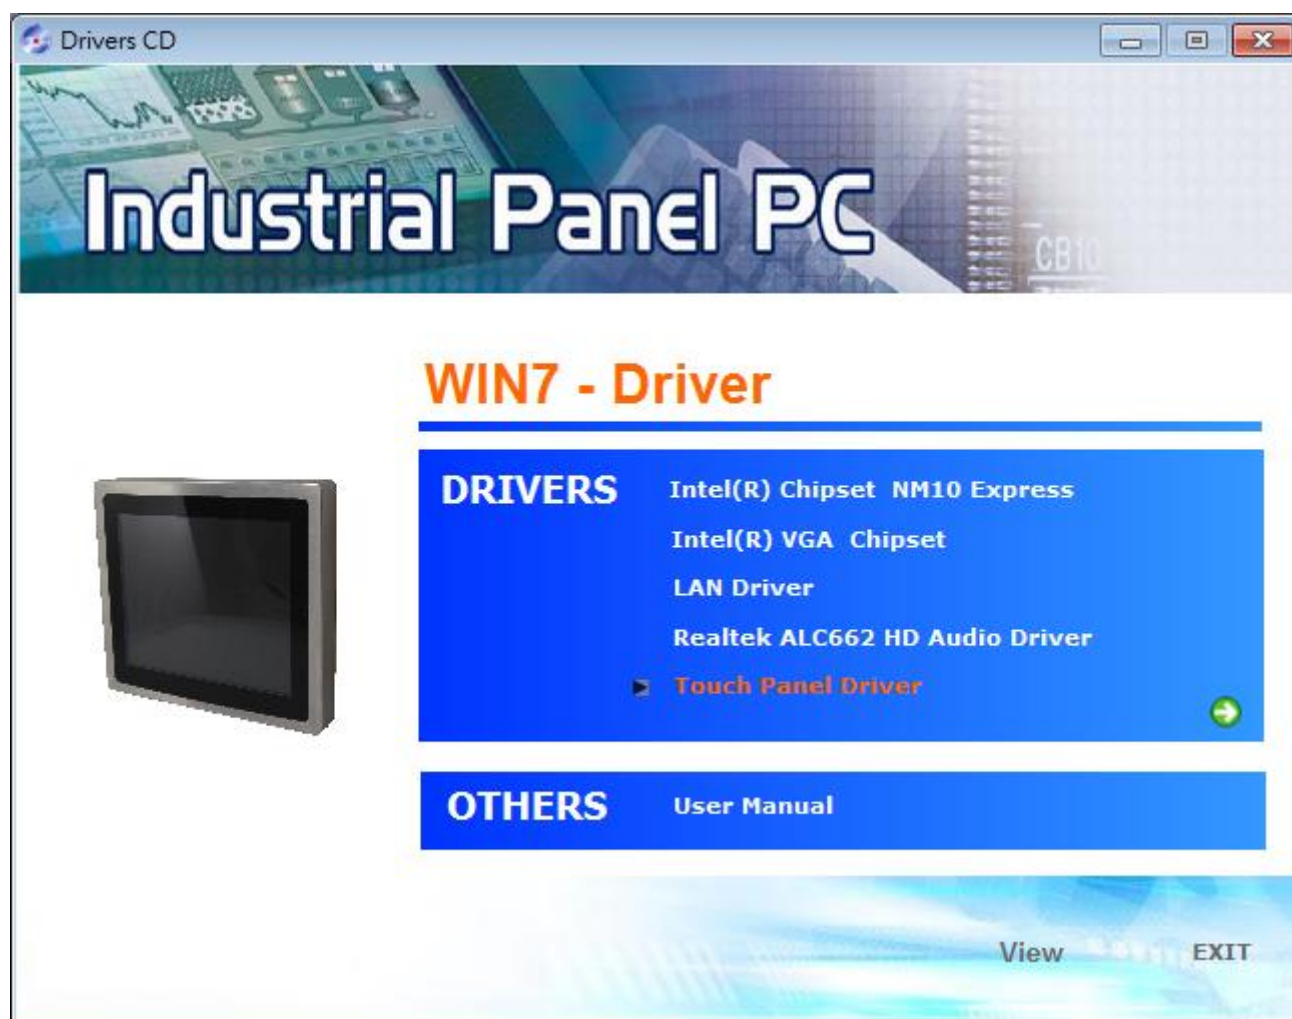 Drivers CD
Industrial Panel PC
CB10
WIN7 - Driver
DRIVERS
Intel(R) Chipset NM10 Express
Intel(R) VGA Chipset
LAN Driver
Realtek ALC662 HD Audio Driver
Touch Panel Driver
OTHERS
User Manual
View
EXIT